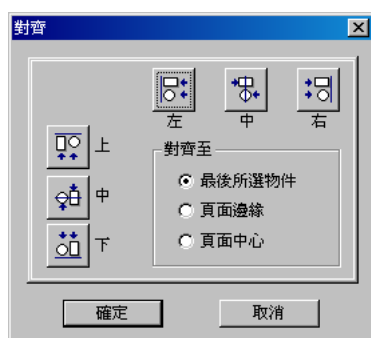 對齊
左 中 右
上
中
下
對齊至
最後所選物件
頁面邊緣
頁面中心
確定 取消